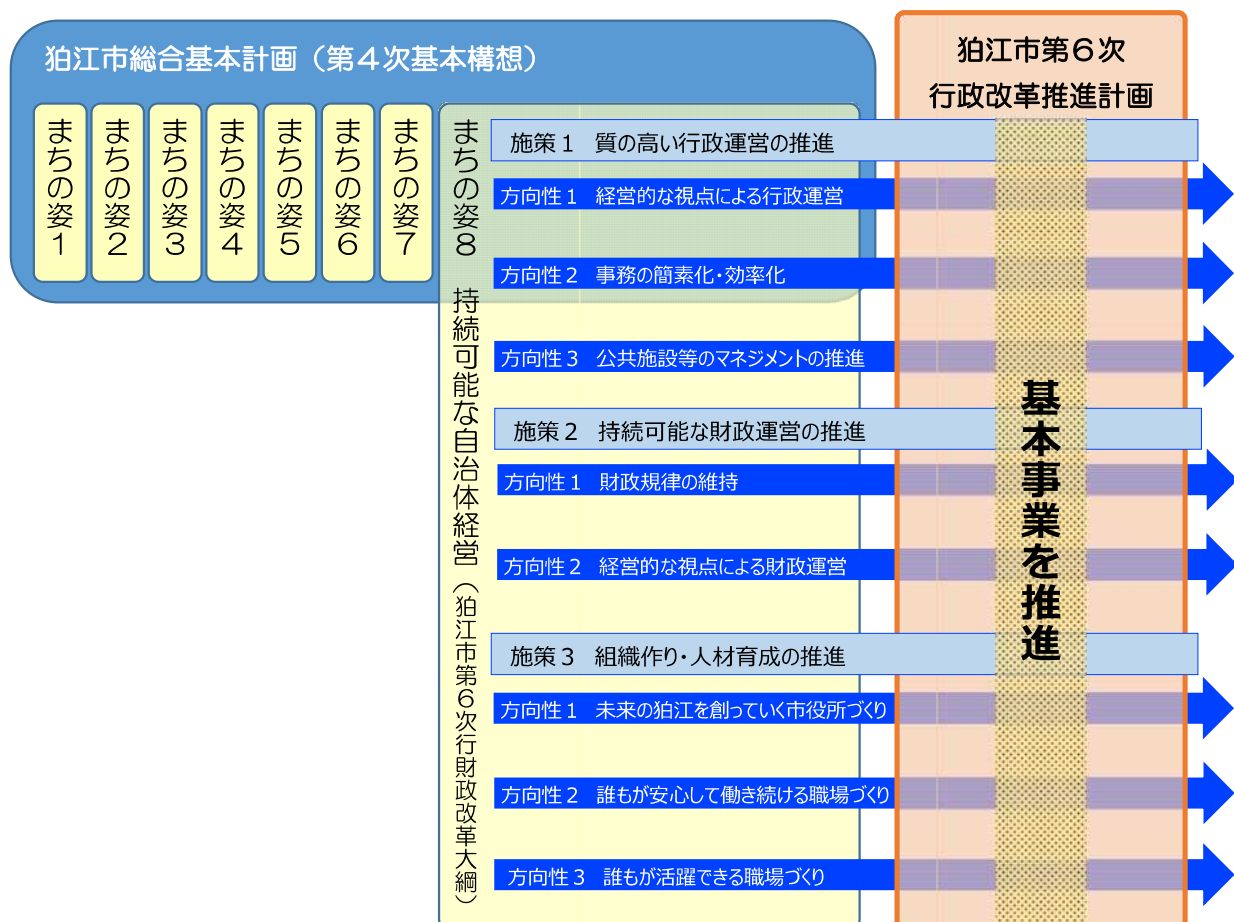 狛江市総合基本計画（第４次基本構想）
まちの姿１
まちの姿２
まちの姿３
まちの姿４
まちの姿５
まちの姿６
まちの姿７
まちの姿８　持続可能な自治体経営（狛江市第６次行財政改革大綱）
狛江市第６次
行政改革推進計画
施策１　質の高い行政運営の推進
方向性１　経営的な視点による行政運営
方向性２　事務の簡素化・効率化
方向性３　公共施設等のマネジメントの推進
施策２　持続可能な財政運営の推進
方向性１　財政規律の維持
方向性２　経営的な視点による財政運営
施策３　組織作り・人材育成の推進
方向性１　未来の狛江を創っていく市役所づくり
方向性２　誰もが安心して働き続ける職場づくり
方向性３　誰もが活躍できる職場づくり
基本事業を推進